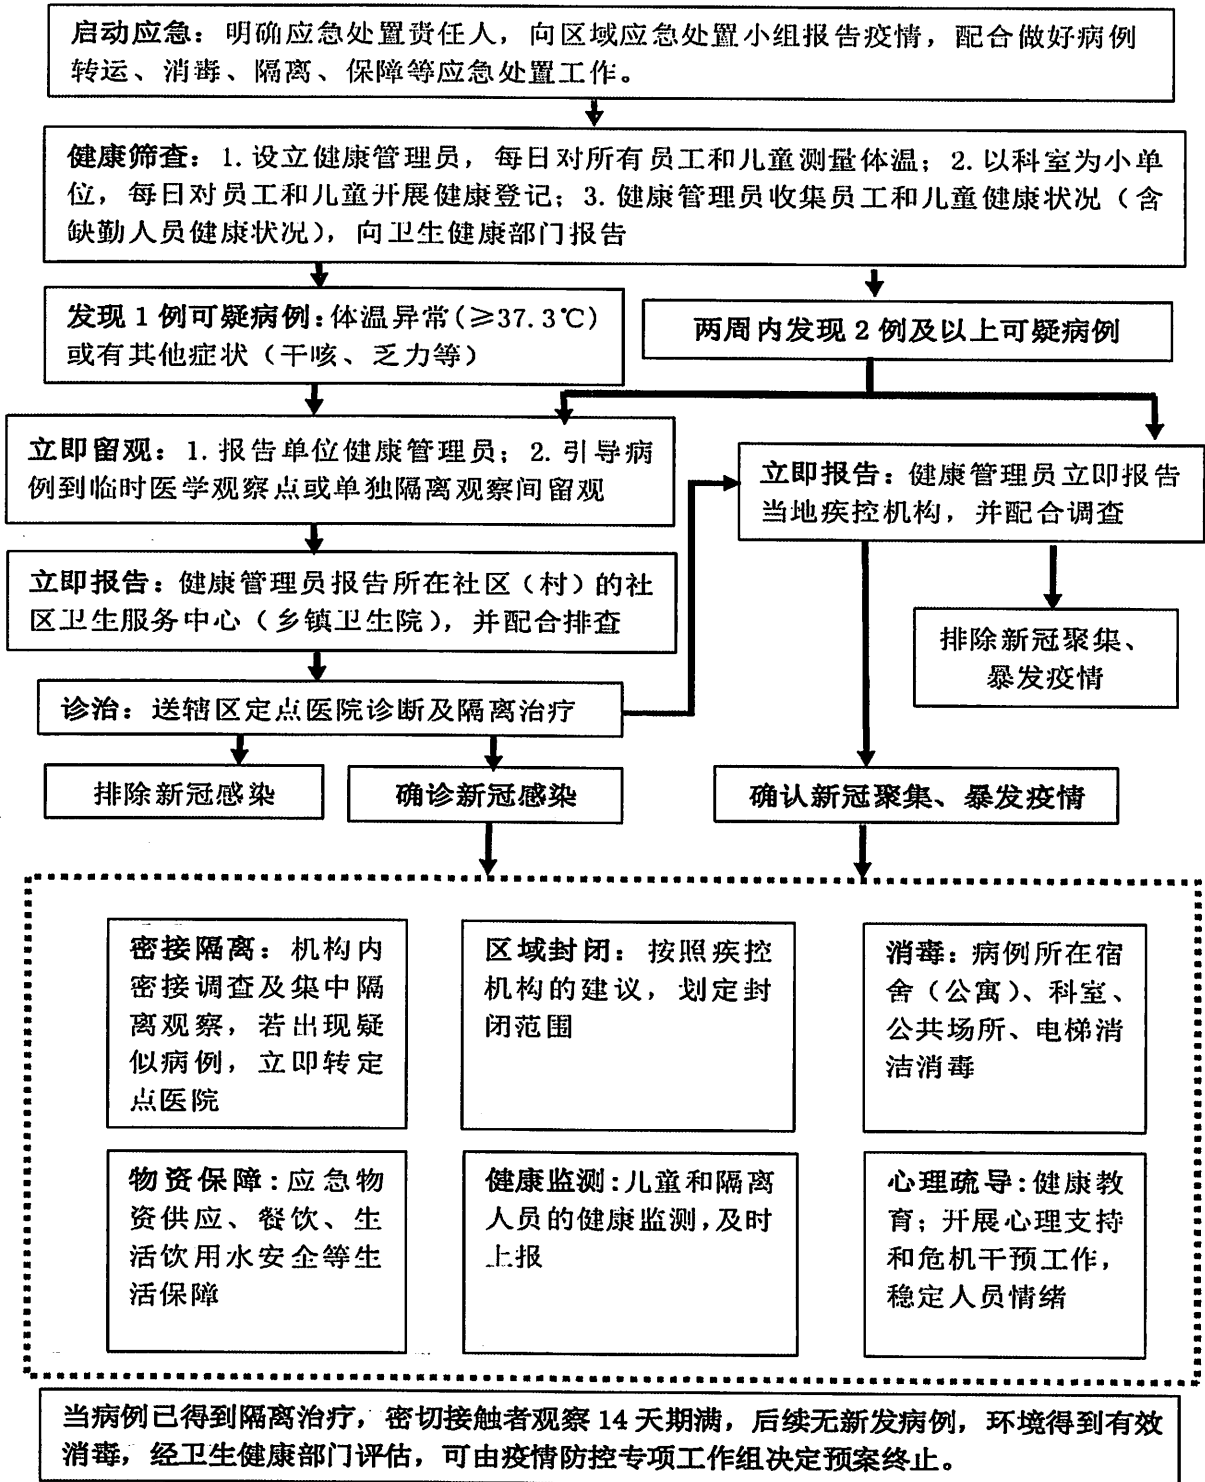 启动应急：明确应急处置责任人，向区域应急处置小组报告疫情，配合做好病例
转运、消毒、隔离、保障等应急处置工作。
健康筛查：1. 设立健康管理员，每日对所有员工和儿童测量体温；2. 以科室为小单
位，每日对员工和儿童开展健康登记；3. 健康管理员收集员工和儿童健康状况（含
缺勤人员健康状况），向卫生健康部门报告
发现 1 例可疑病例：体温异常（≥37.3℃）
或有其他症状（干咳、乏力等）
两周内发现 2 例及以上可疑病例
立即留观：1. 报告单位健康管理员；2. 引导病
例到临时医学观察点或单独隔离观察间留观
立即报告：健康管理员立即报告
当地疾控机构，并配合调查
立即报告：健康管理员报告所在社区（村）的社
区卫生服务中心（乡镇卫生院），并配合排查
排除新冠聚集、
暴发疫情
诊治：送辖区定点医院诊断及隔离治疗
排除新冠感染
确诊新冠感染
确认新冠聚集、暴发疫情
密接隔离：机构内
密接调查及集中隔
离观察，若出现疑
似病例，立即转定
点医院
区域封闭：按照疾控
机构的建议，划定封
闭范围
消毒：病例所在宿
舍（公寓）、科室、
公共场所、电梯消
洁消毒
物资保障：应急物
资供应、餐饮、生
活饮用水安全等生
活保障
健康监测：儿童和隔离
人员的健康监测，及时
上报
心理疏导：健康教
育；开展心理支持
和危机干预工作，
稳定人员情绪
当病例已得到隔离治疗，密切接触者观察 14 天期满，后续无新发病例，环境得到有效
消毒，经卫生健康部门评估，可由疫情防控专项工作组决定预案终止。